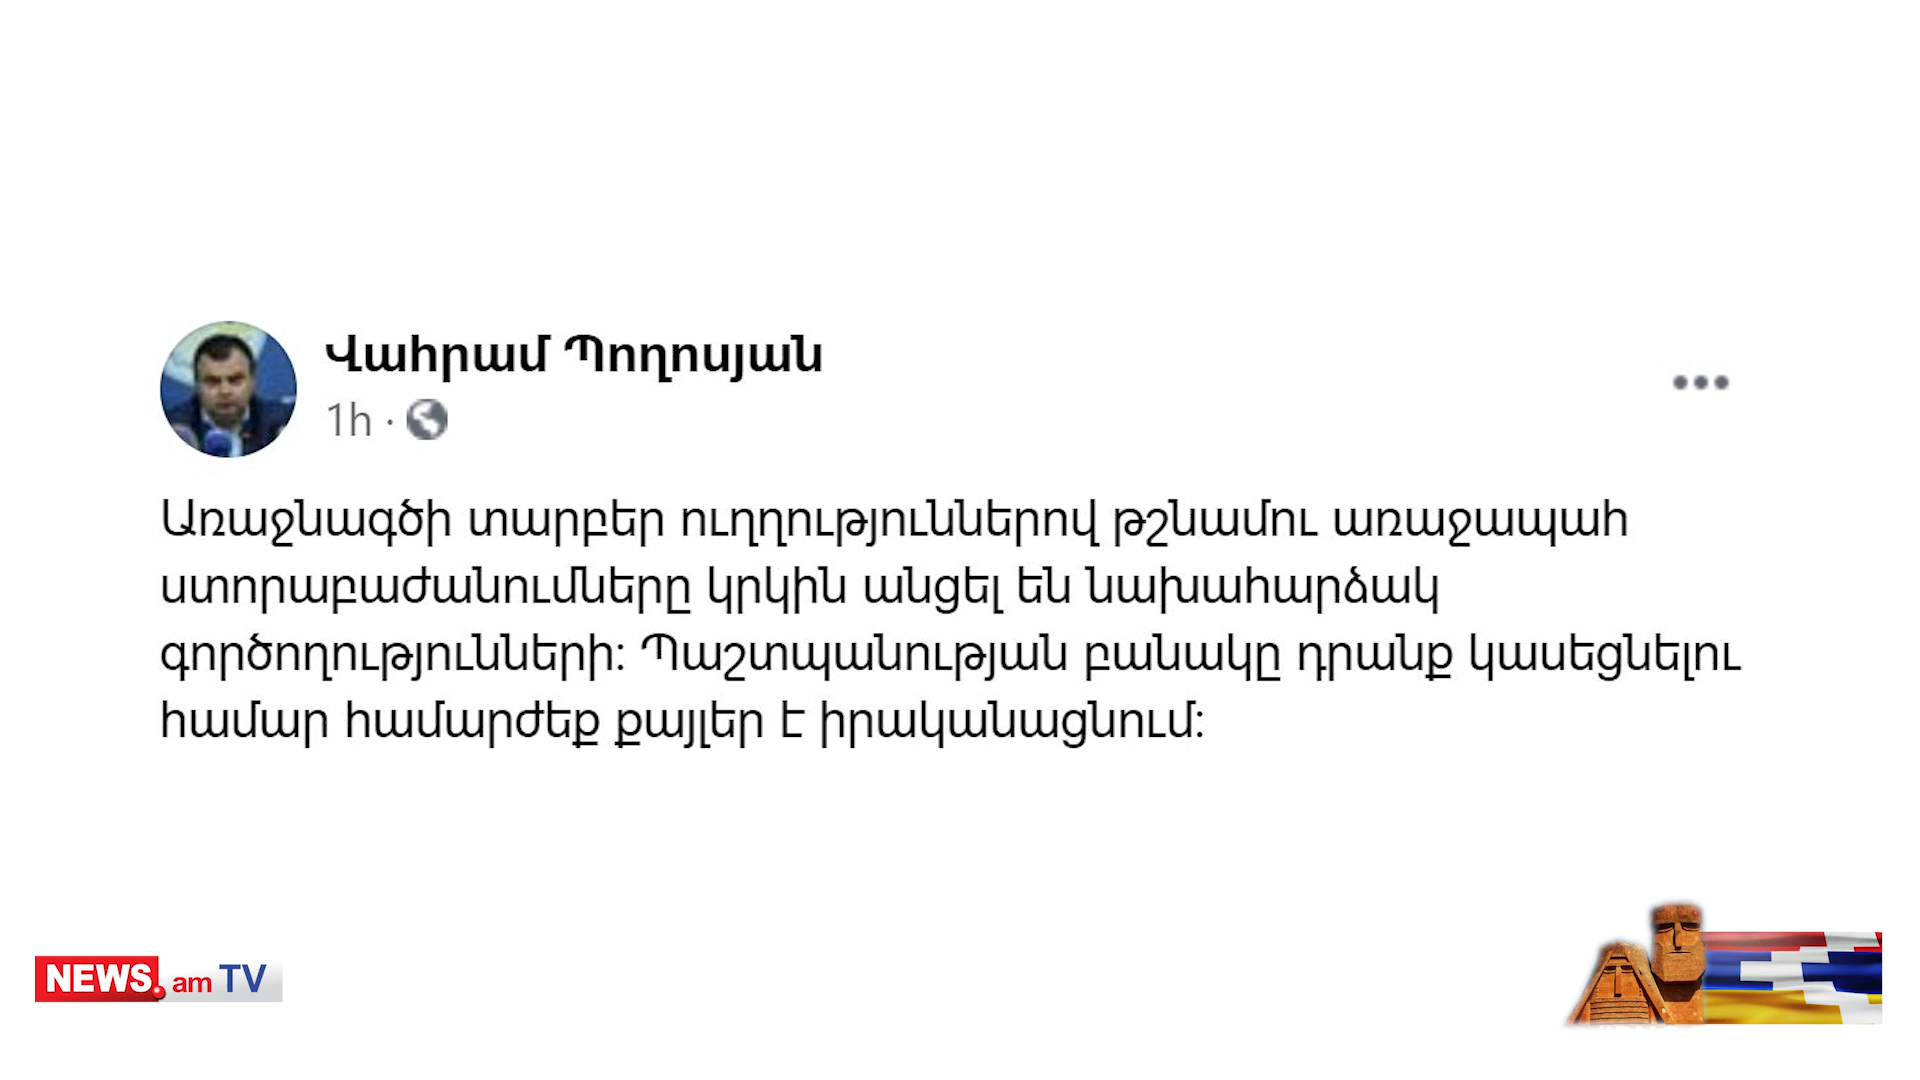 Վահրամ Պողոսյան
1h ·
Առաջնագծի տարբեր ուղղություններով թշնամու առաջապահ
ստորաբաժանումները կրկին անցել են նախահարձակ
գործողությունների։ Պաշտպանության բանակը դրանք կասեցնելու
համար համարժեք քայլեր է իրականացնում։
NEWS.am TV